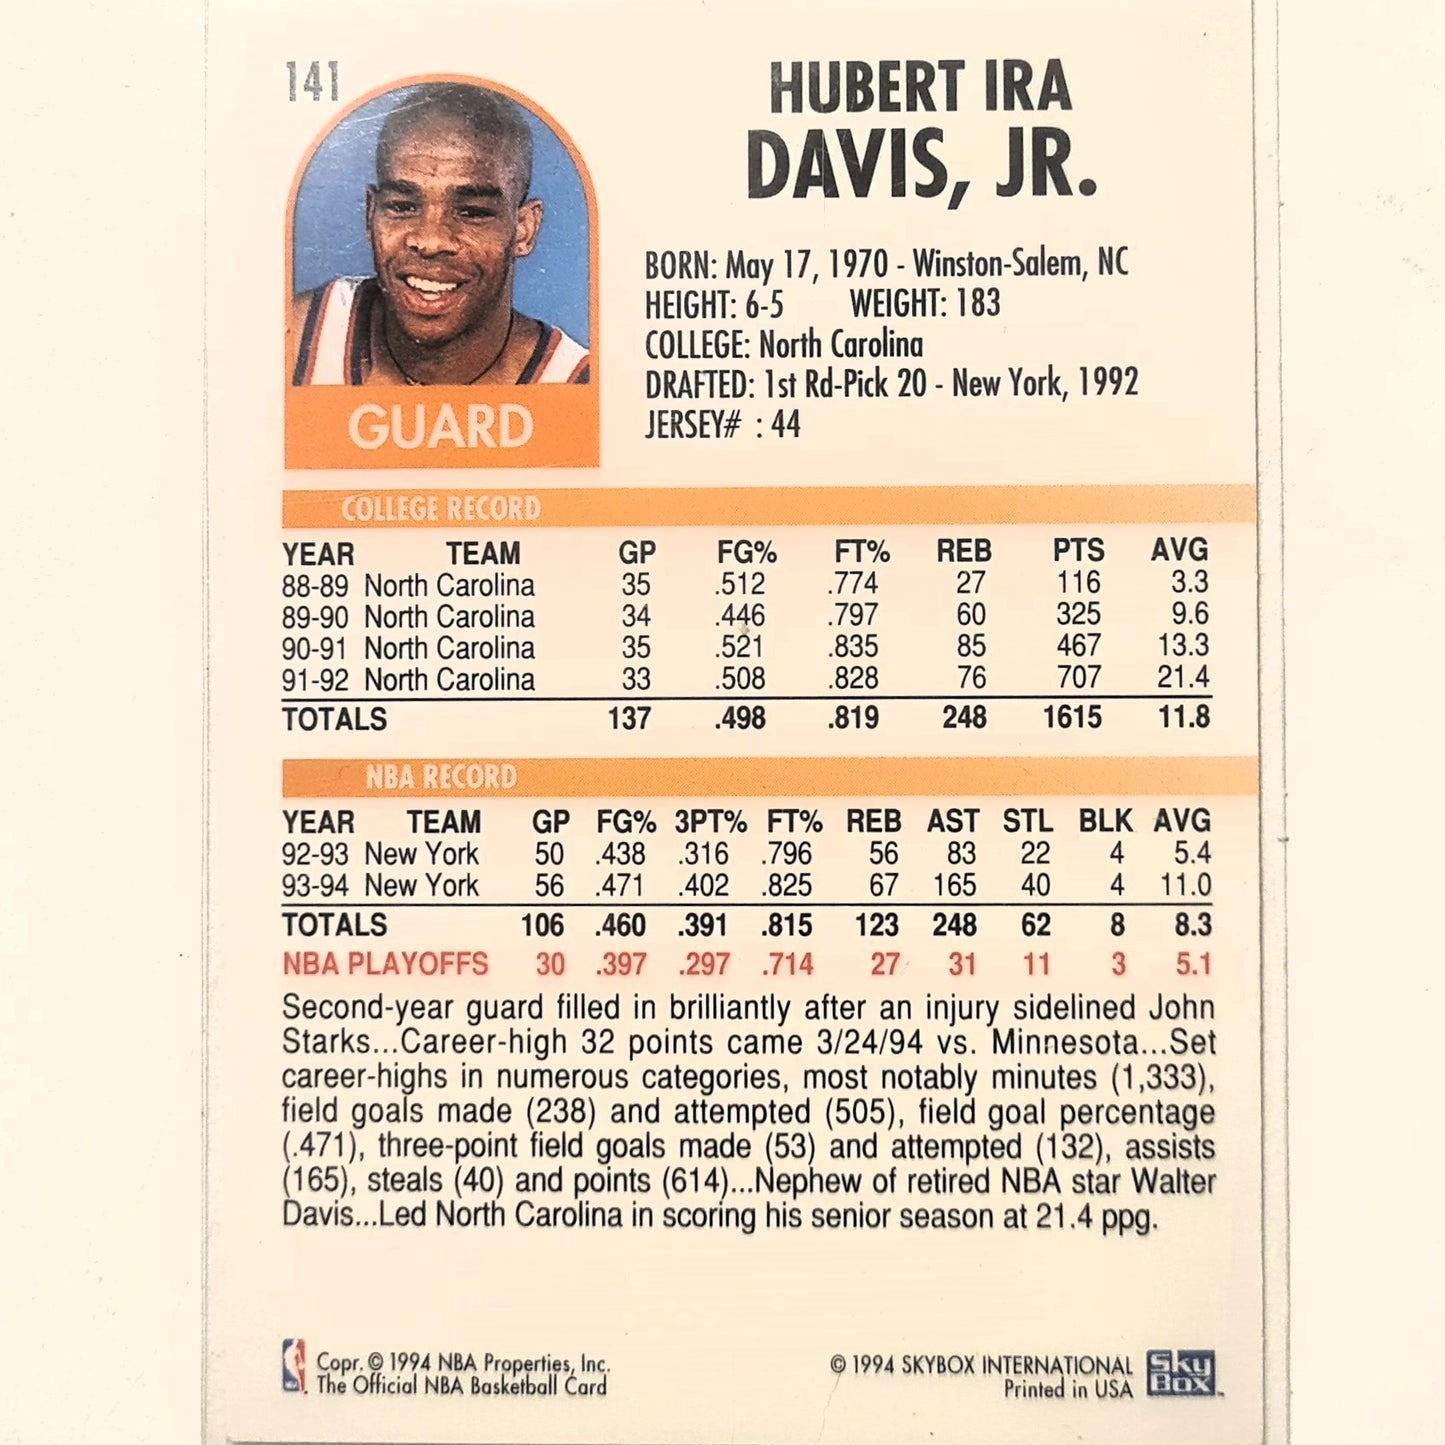 141
HUBERT IRA
DAVIS, JR.
BORN: May 17, 1970 - Winston-Salem, NC
HEIGHT: 6-5 WEIGHT: 183
COLLEGE: North Carolina
DRAFTED: 1st Rd-Pick 20 - New York, 1992
JERSEY# : 44
GUARD
COLLEGE RECORD
YEAR TEAM GP FG% FT% REB PTS AVG
88-89 North Carolina 35 .512 .774 27 116 3.3
89-90 North Carolina 34 .446 .797 60 325 9.6
90-91 North Carolina 35 .521 .835 85 467 13.3
91-92 North Carolina 33 .508 .828 76 707 21.4
TOTALS 137 .498 .819 248 1615 11.8
NBA RECORD
YEAR TEAM GP FG% 3PT% FT% REB AST STL BLK AVG
92-93 New York 50 .438 .316 .796 56 83 22 4 5.4
93-94 New York 56 .471 .402 .825 67 165 40 4 11.0
TOTALS 106 .460 .391 .815 123 248 62 8 8.3
NBA PLAYOFFS 30 .397 .297 .714 27 31 11 3 5.1
Second-year guard filled in brilliantly after an injury sidelined John
Starks...Career-high 32 points came 3/24/94 vs. Minnesota...Set
career-highs in numerous categories, most notably minutes (1,333),
field goals made (238) and attempted (505), field goal percentage
(.471), three-point field goals made (53) and attempted (132), assists
(165), steals (40) and points (614)...Nephew of retired NBA star Walter
Davis...Led North Carolina in scoring his senior season at 21.4 ppg.
Copr. © 1994 NBA Properties, Inc.
The Official NBA Basketball Card
© 1994 SKYBOX INTERNATIONAL
Printed in USA
SKY
BOX